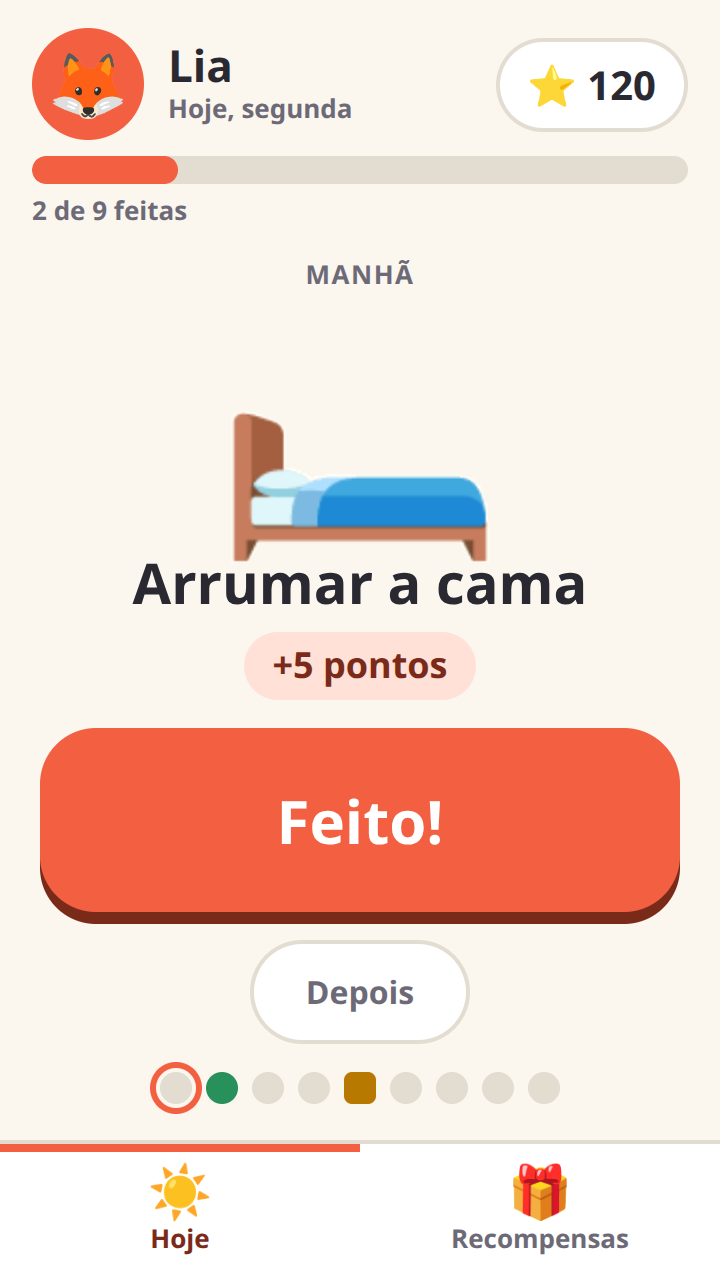 Lia
Hoje, segunda
120
2 de 9 feitas
MANHÃ
Arrumar a cama
+5 pontos
Feito!
Depois
Hoje
Recompensas